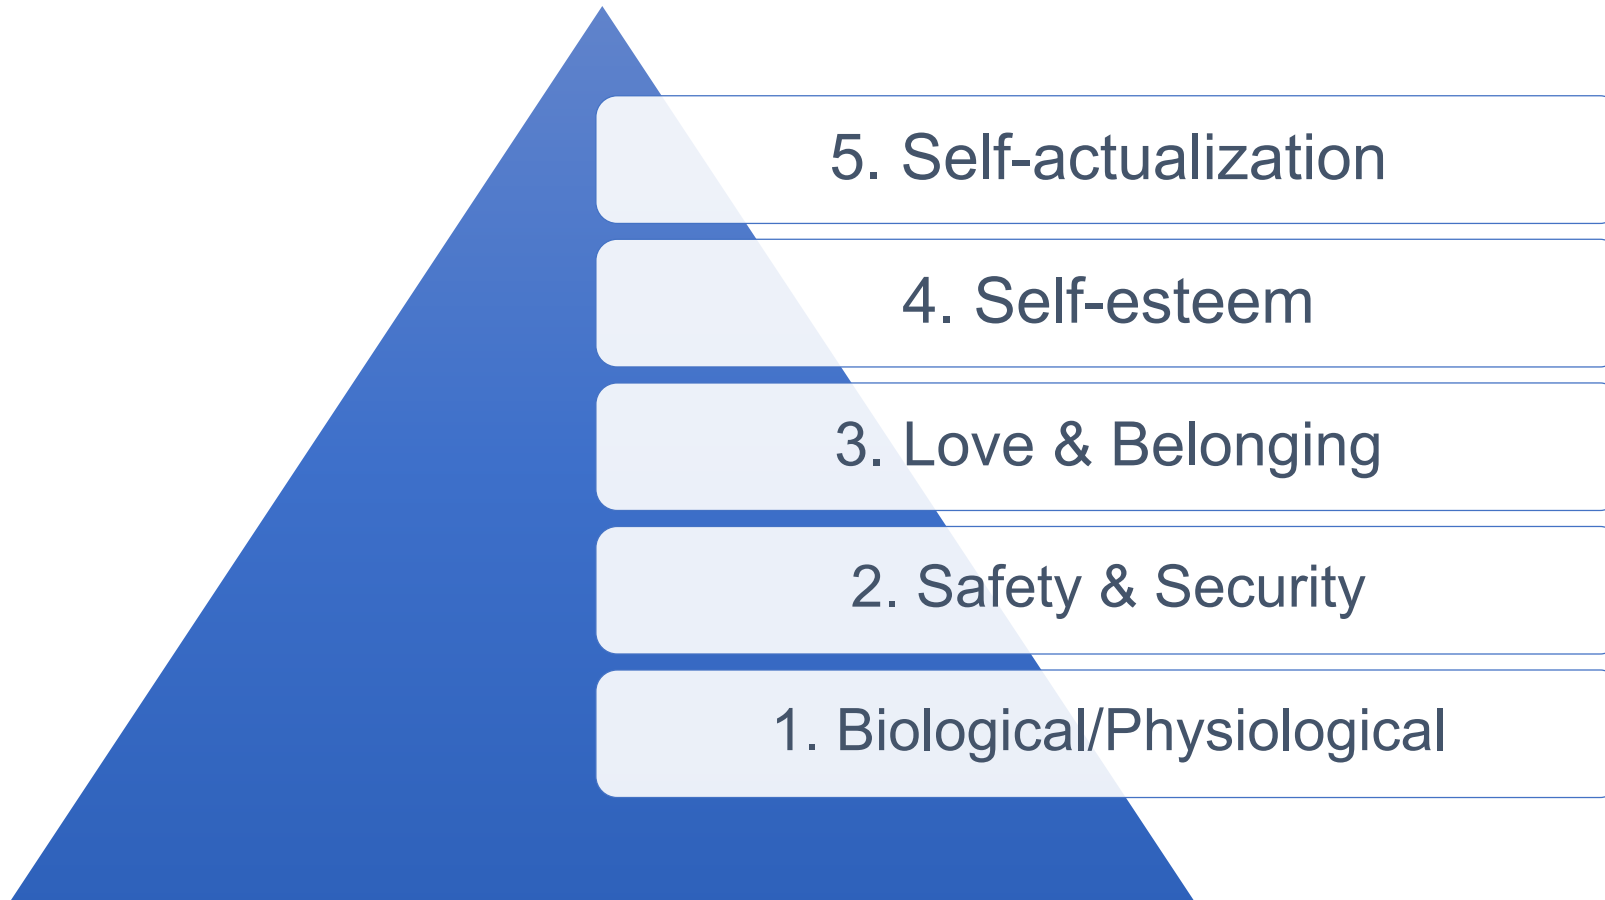 5. Self-actualization
4. Self-esteem
3. Love & Belonging
2. Safety & Security
1. Biological/Physiological